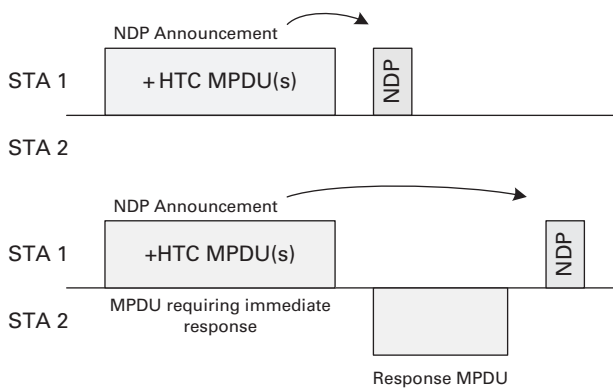 NDP Announcement
STA 1
+HTC MPDU(s)
NDP
STA 2
NDP Announcement
STA 1
+HTC MPDU(s)
NDP
STA 2
MPDU requiring immediate
response
Response MPDU